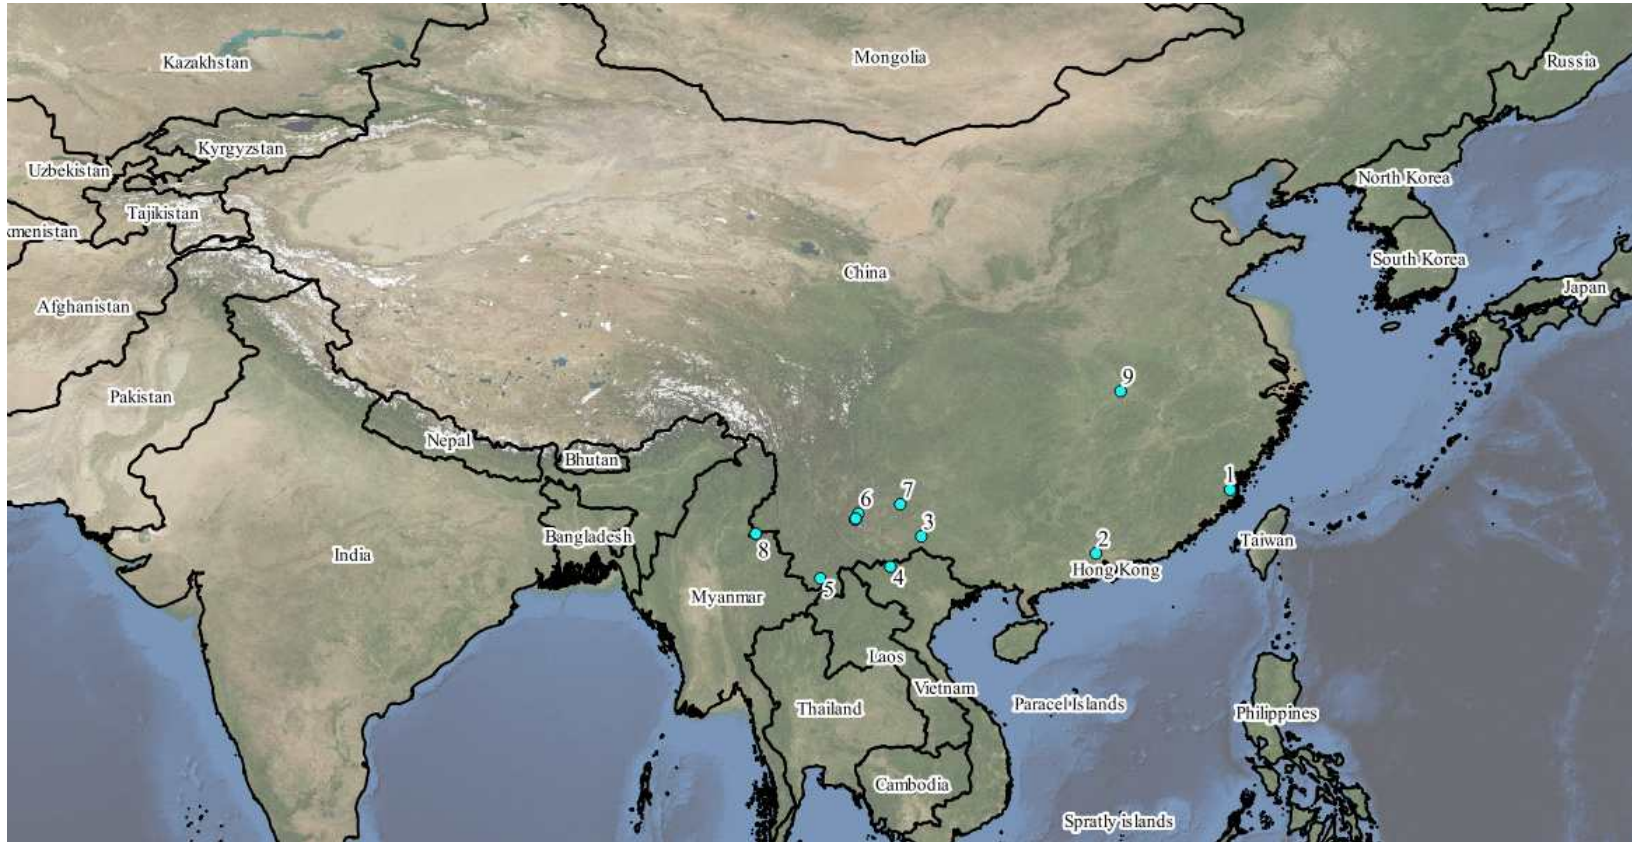 Kazakhstan
Mongolia
Russia
Kyrgyzstan
Uzbekistan
North Korea
Tajikistan
kmenistan
South Korea
China
Japan
Afghanistan
Pakistan
9
Nepal
Bhutan
1
6
7
3
Bangladesh
India
8
2
Taiwan
Hong Kong
4
5
Myanmar
Laos
Vietnam
Paracel Islands
Thailand
Philippines
Cambodia
Spratly islands